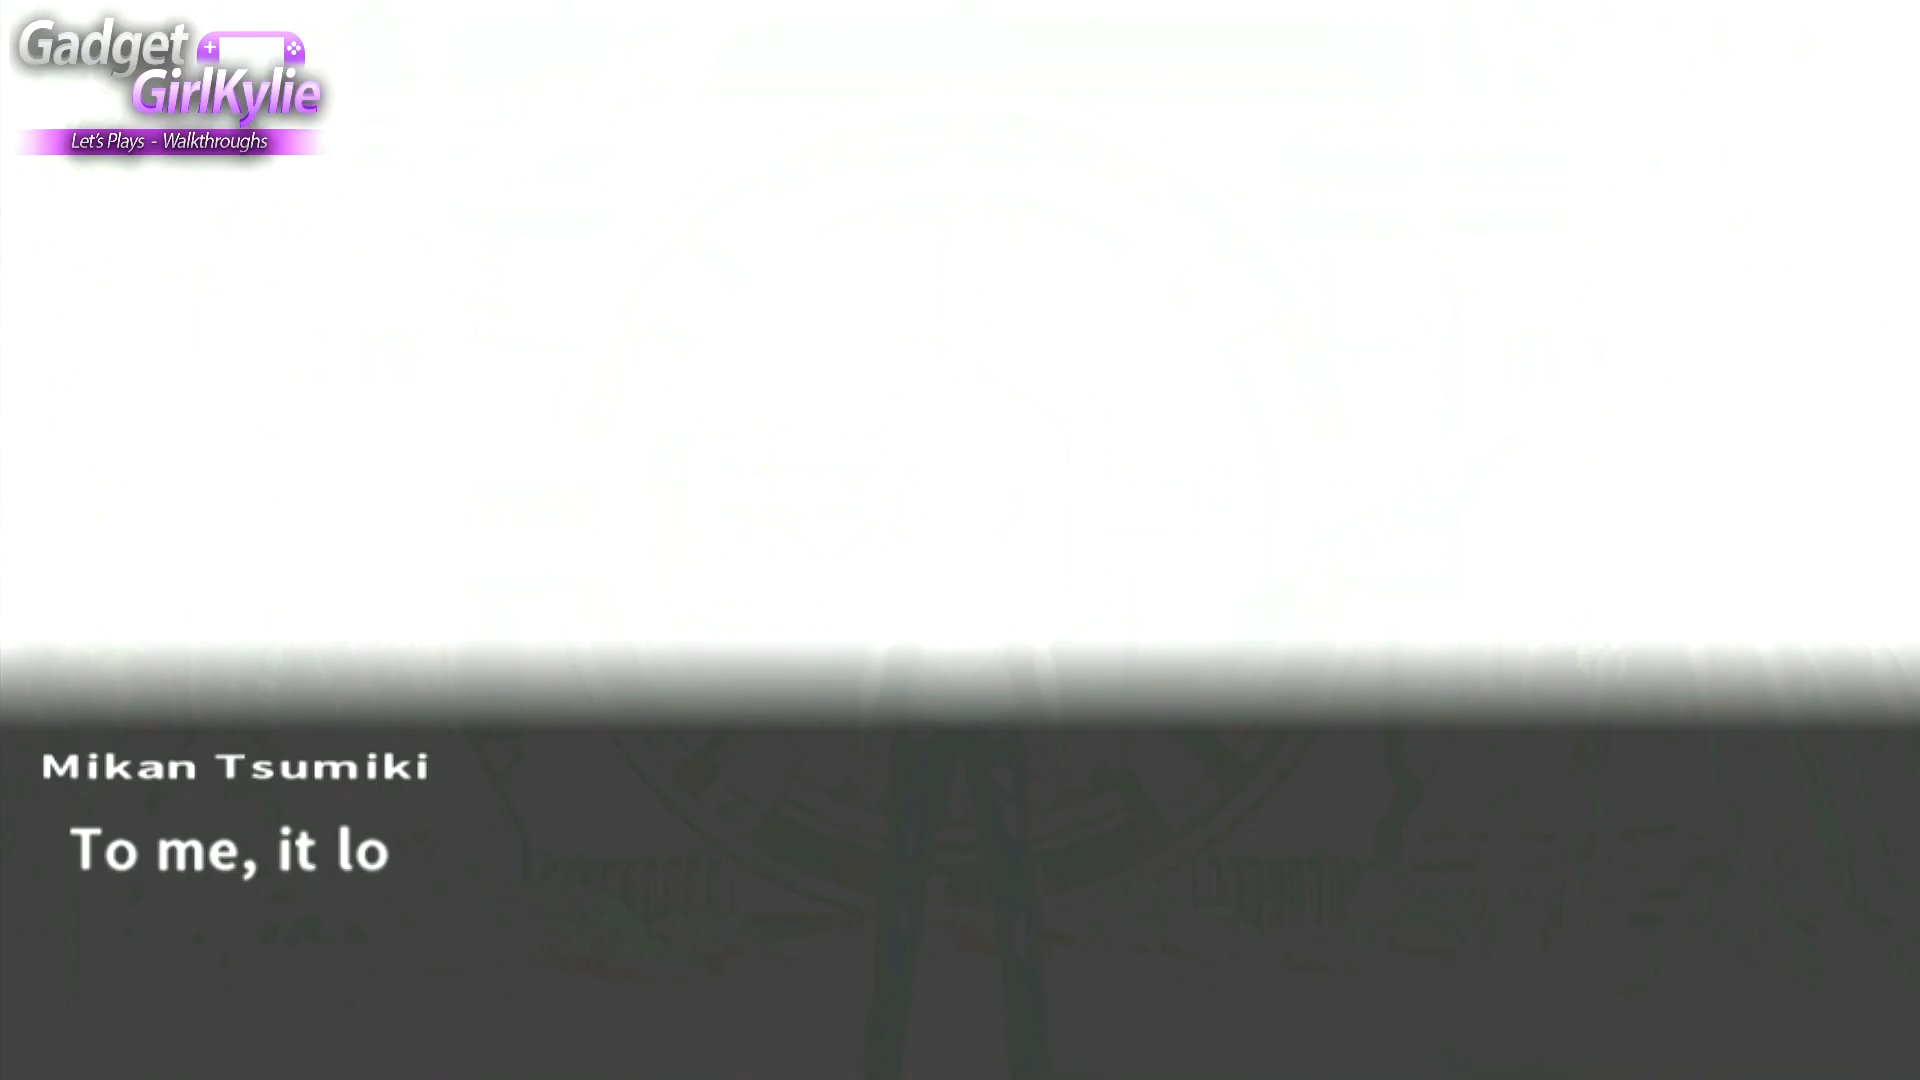 Gadget
GirlKylie
Let's Plays - Walkthroughs
Mikan Tsumiki
To me, it lo